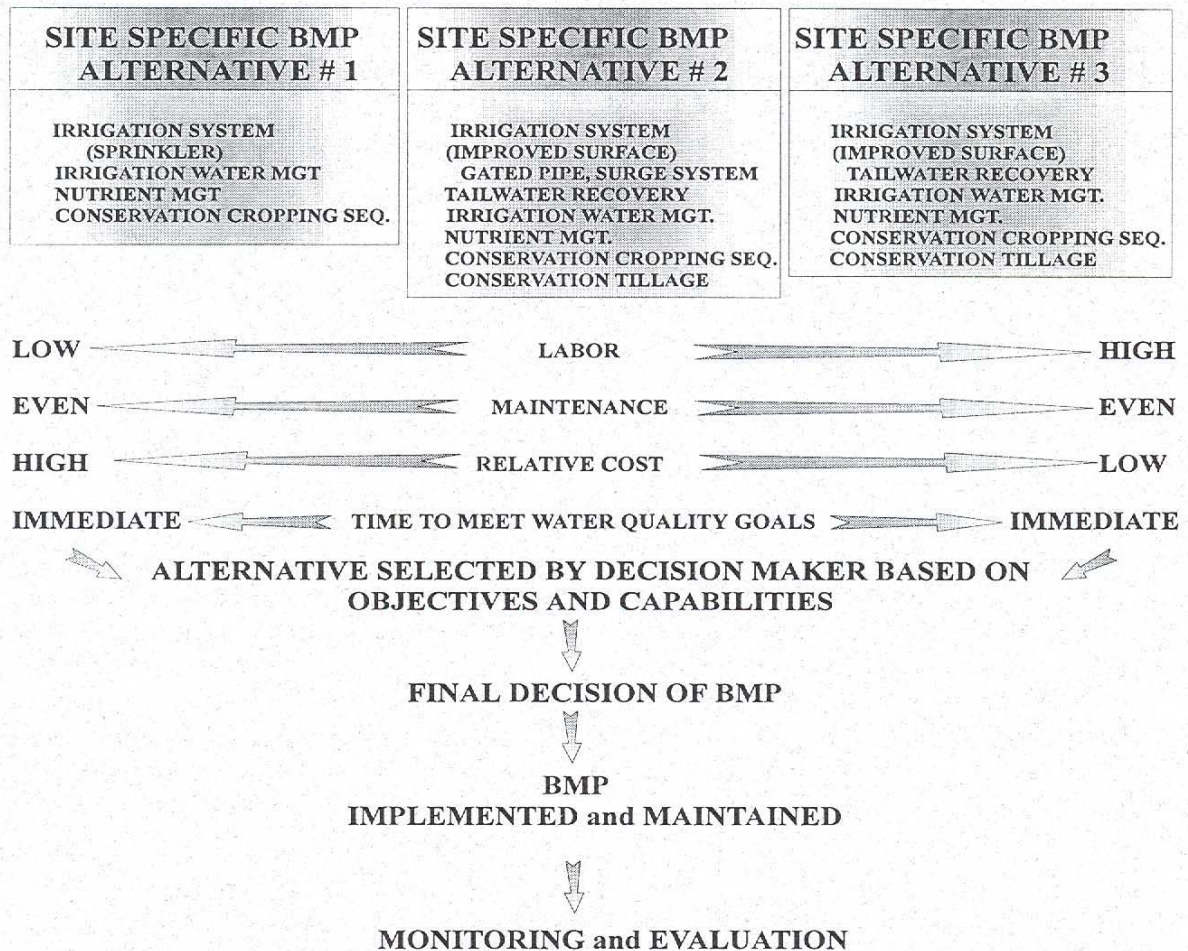 SITE SPECIFIC BMP
ALTERNATIVE # 1
IRRIGATION SYSTEM
(SPRINKLER)
IRRIGATION WATER MGT
NUTRIENT MGT
CONSERVATION CROPPING SEQ.
SITE SPECIFIC BMP
ALTERNATIVE # 2
IRRIGATION SYSTEM
(IMPROVED SURFACE)
GATED PIPE, SURGE SYSTEM
TAILWATER RECOVERY
IRRIGATION WATER MGT.
NUTRIENT MGT.
CONSERVATION CROPPING SEQ.
CONSERVATION TILLAGE
SITE SPECIFIC BMP
ALTERNATIVE # 3
IRRIGATION SYSTEM
(IMPROVED SURFACE)
TAILWATER RECOVERY
IRRIGATION WATER MGT.
NUTRIENT MGT.
CONSERVATION CROPPING SEQ.
CONSERVATION TILLAGE
LOW LABOR HIGH
EVEN MAINTENANCE EVEN
HIGH RELATIVE COST LOW
IMMEDIATE TIME TO MEET WATER QUALITY GOALS IMMEDIATE
ALTERNATIVE SELECTED BY DECISION MAKER BASED ON
OBJECTIVES AND CAPABILITIES
FINAL DECISION OF BMP
BMP
IMPLEMENTED and MAINTAINED
MONITORING and EVALUATION